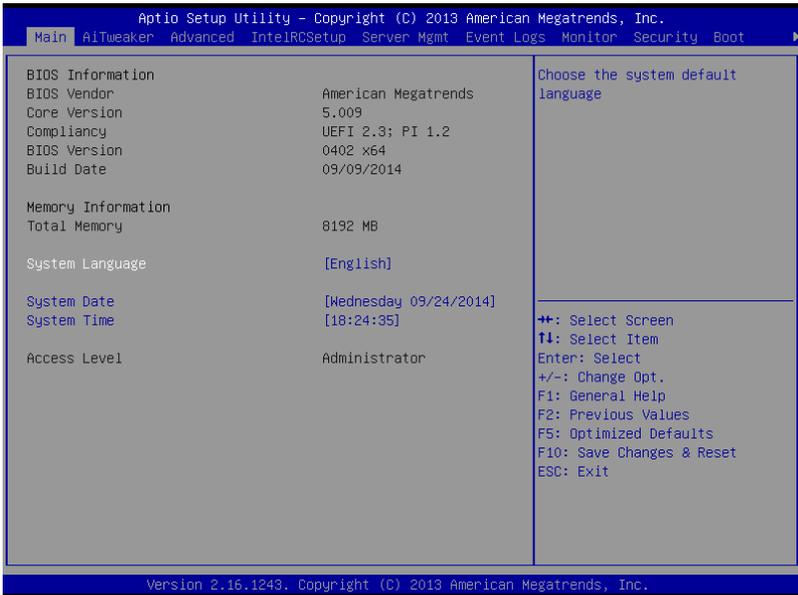 Aptio Setup Utility – Copyright (C) 2013 American Megatrends, Inc.
Main AiTweaker Advanced IntelRCSetup Server Mgmt Event Logs Monitor Security Boot
BIOS Information
BIOS Vendor American Megatrends
Core Version 5.009
Compliancy UEFI 2.3; PI 1.2
BIOS Version 0402 x64
Build Date 09/09/2014
Memory Information
Total Memory 8192 MB
System Language [English]
System Date [Wednesday 09/24/2014]
System Time [18:24:35]
Access Level Administrator
Choose the system default
language
→←: Select Screen
↑↓: Select Item
Enter: Select
+/-: Change Opt.
F1: General Help
F2: Previous Values
F5: Optimized Defaults
F10: Save Changes & Reset
ESC: Exit
Version 2.16.1243. Copyright (C) 2013 American Megatrends, Inc.